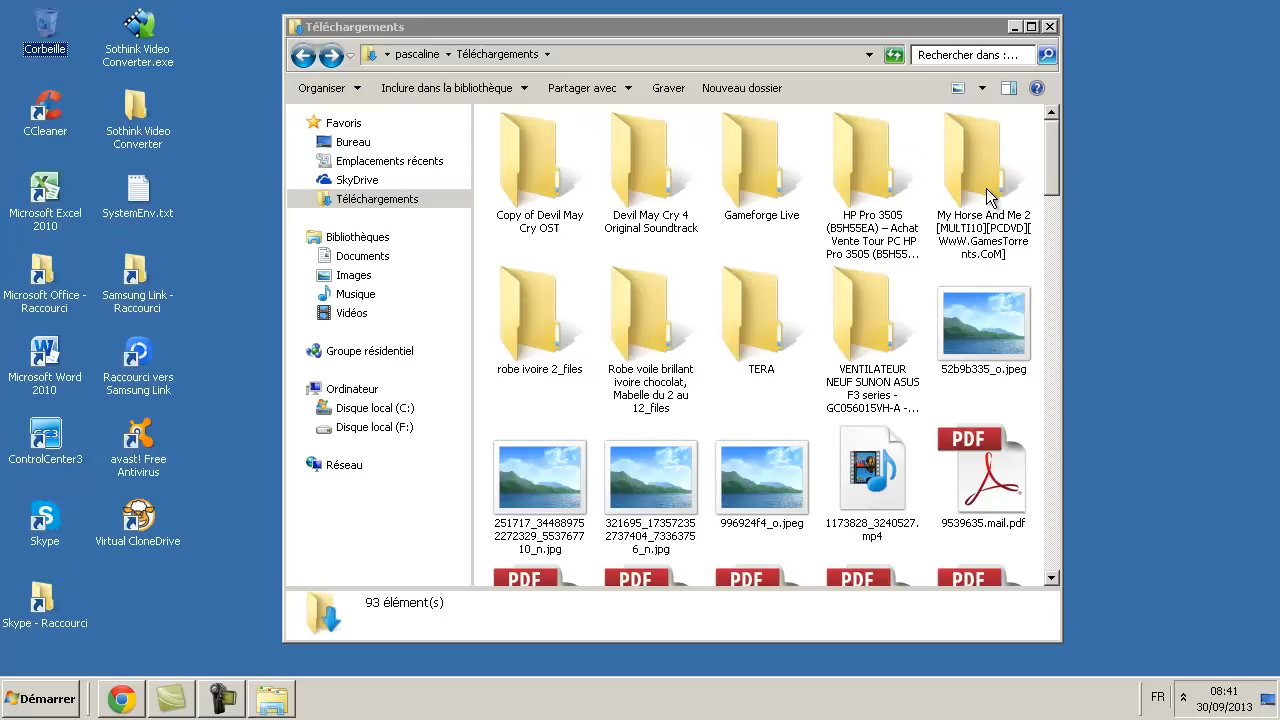 Corbeille
Sothink Video
Converter.exe
CCleaner
Sothink Video
Converter
Microsoft Excel
2010
SystemEnv.txt
Microsoft Office -
Raccourci
Samsung Link -
Raccourci
Microsoft Word
2010
Raccourci vers
Samsung Link
ControlCenter3
avast! Free
Antivirus
Skype
Virtual CloneDrive
Skype - Raccourci
Téléchargements
pascaline
Téléchargements
Rechercher dans :...
Organiser
Inclure dans la bibliothèque
Partager avec
Graver
Nouveau dossier
Favoris
Bureau
Emplacements récents
SkyDrive
Téléchargements
Bibliothèques
Documents
Images
Musique
Vidéos
Groupe résidentiel
Ordinateur
Disque local (C:)
Disque local (F:)
Réseau
Copy of Devil May
Cry OST
Devil May Cry 4
Original Soundtrack
Gameforge Live
HP Pro 3505
(B5H55EA) – Achat
Vente Tour PC HP
Pro 3505 (B5H55...
My Horse And Me 2
[MULTI10][PCDVD][
WwW.GamesTorre
nts.CoM]
robe ivoire 2_files
Robe voile brillant
ivoire chocolat,
Mabelle du 2 au
12_files
TERA
VENTILATEUR
NEUF SUNON ASUS
F3 series -
GC056015VH-A -...
52b9b335_o.jpeg
251717_34488975
2272329_5537677
10_n.jpg
321695_17357235
2737404_7336375
6_n.jpg
996924f4_o.jpeg
1173828_3240527.
mp4
PDF
9539635.mail.pdf
PDF
PDF
PDF
PDF
PDF
93 élément(s)
Démarrer
FR
08:41
30/09/2013